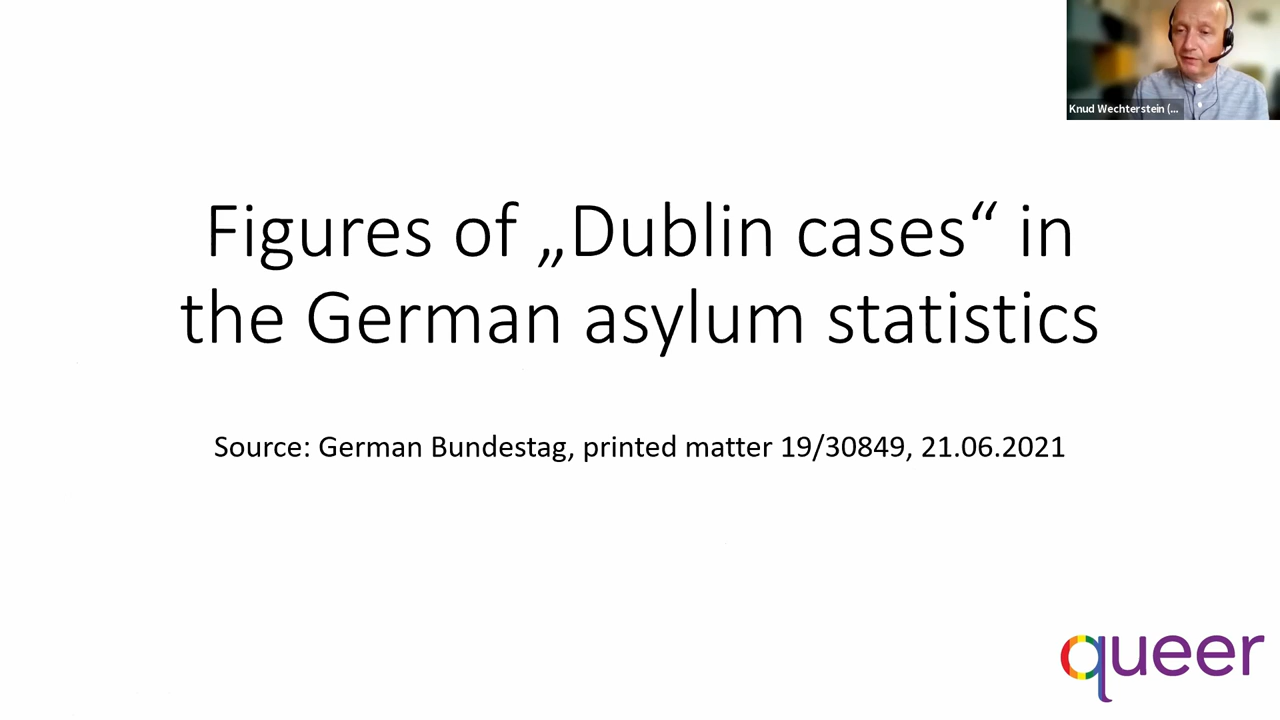 Knud Wechterstein (...
Figures of „Dublin cases“ in
the German asylum statistics
Source: German Bundestag, printed matter 19/30849, 21.06.2021
queer